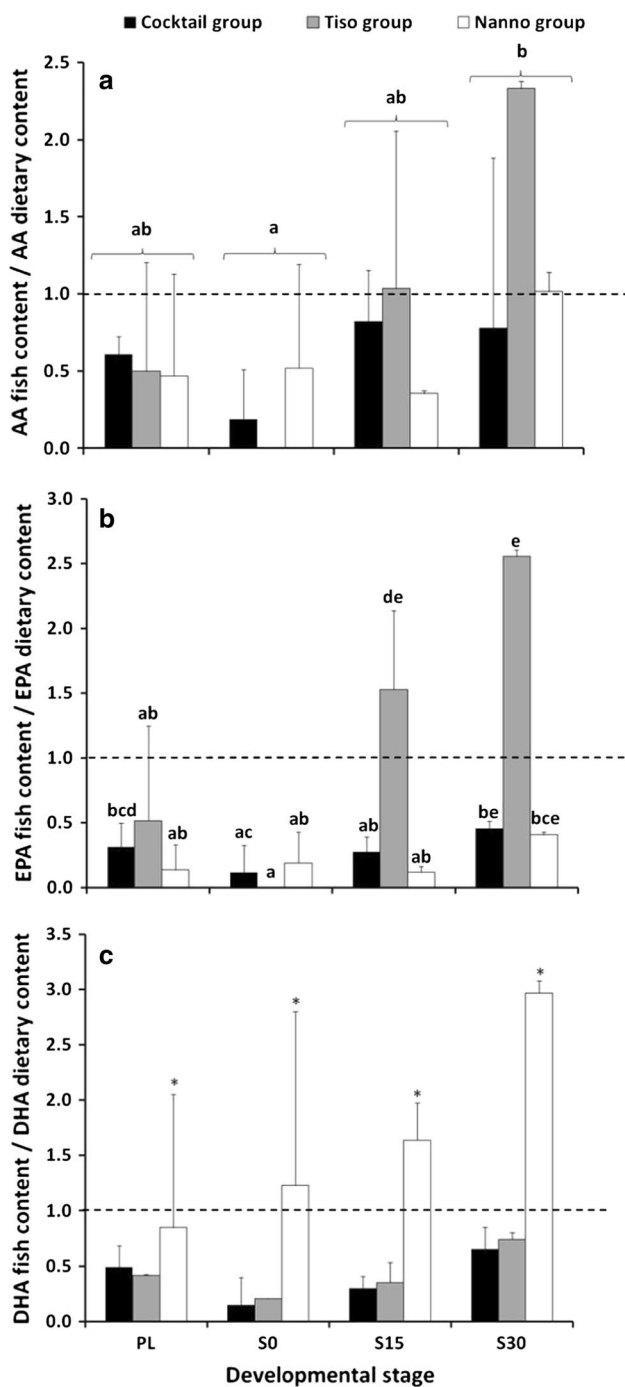 Cocktail group Tiso group Nanno group
a
AA fish content / AA dietary content
2.5
2.0
1.5
1.0
0.5
0.0
ab
a
ab
b
b
EPA fish content / EPA dietary content
3.0
2.5
2.0
1.5
1.0
0.5
0.0
bcd
ab
ab
ac
a
ab
ab
de
ab
be
e
bce
c
DHA fish content / DHA dietary content
3.5
3.0
2.5
2.0
1.5
1.0
0.5
0.0
*
*
*
*
PL S0 S15 S30
Developmental stage